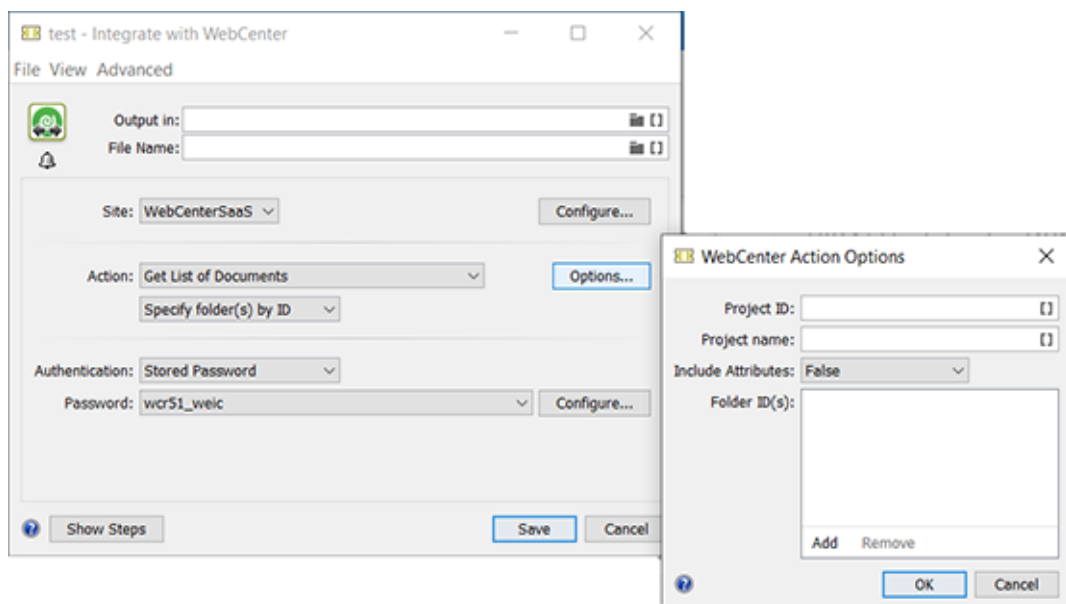 test - Integrate with WebCenter
File View Advanced
Output in:
File Name:
Site: WebCenterSaaS Configure...
Action: Get List of Documents Options...
Specify folder(s) by ID
Authentication: Stored Password
Password: wcr51_weic Configure...
Show Steps Save Cancel
WebCenter Action Options
Project ID:
Project name:
Include Attributes: False
Folder ID(s):
Add Remove
OK Cancel